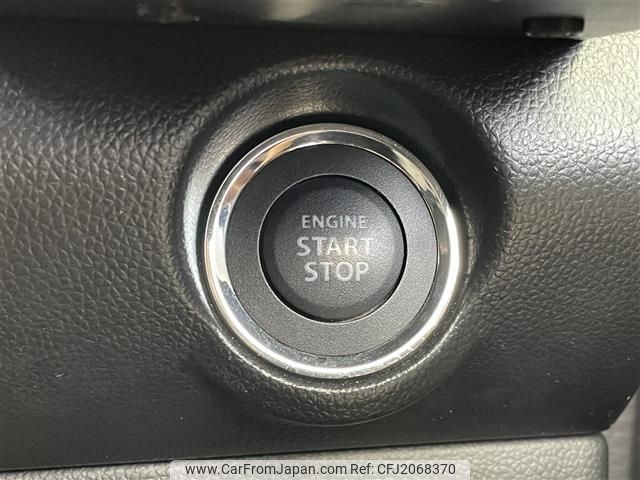 ENGINE
START
STOP
www.CarFromJapan.com - Ref: CFJ2068370